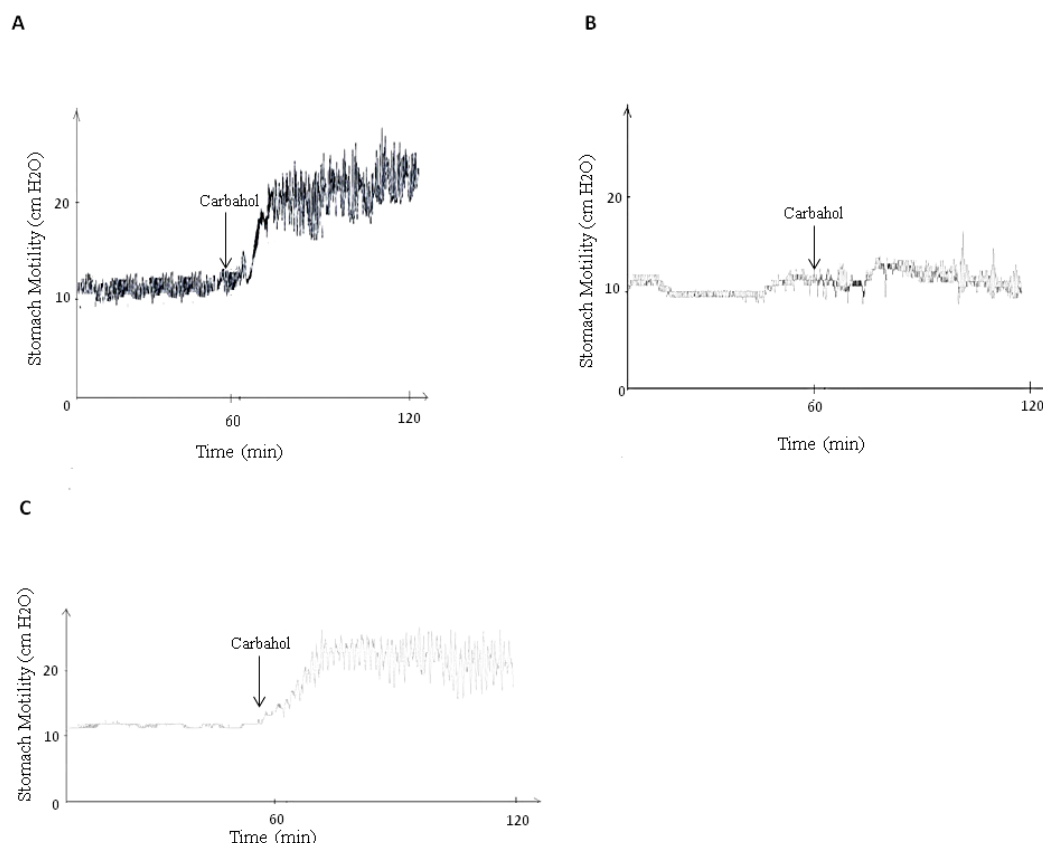 A
Stomach Motility (cm H2O)
20
10
0
Carbahol
60
120
Time (min)
B
Stomach Motility (cm H2O)
20
10
0
Carbahol
60
120
Time (min)
C
Stomach Motility (cm H2O)
20
10
0
Carbahol
60
120
Time (min)